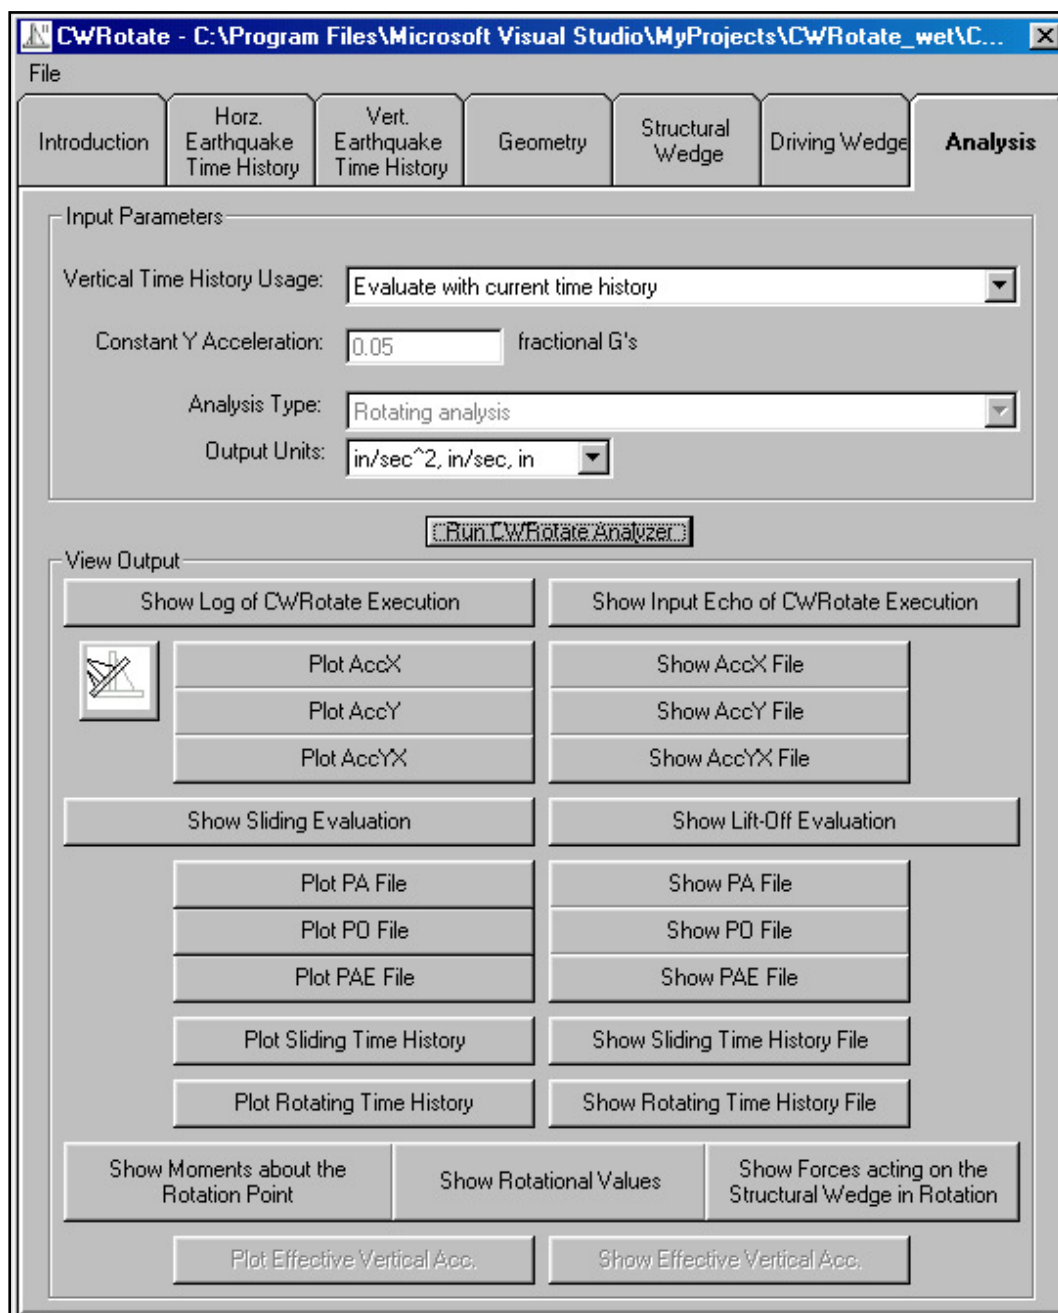 CWRotate - C:\Program Files\Microsoft Visual Studio\MyProjects\CWRotate_wet\C...
File
Introduction
Horz.
Earthquake
Time History
Vert.
Earthquake
Time History
Geometry
Structural
Wedge
Driving Wedge
Analysis
Input Parameters
Vertical Time History Usage:
Evaluate with current time history
Constant Y Acceleration:
0.05
fractional G's
Analysis Type:
Rotating analysis
Output Units:
in/sec^2, in/sec, in
Run CWRotate Analyzer
View Output
Show Log of CWRotate Execution
Show Input Echo of CWRotate Execution
Plot AccX
Show AccX File
Plot AccY
Show AccY File
Plot AccYX
Show AccYX File
Show Sliding Evaluation
Show Lift-Off Evaluation
Plot PA File
Show PA File
Plot PO File
Show PO File
Plot PAE File
Show PAE File
Plot Sliding Time History
Show Sliding Time History File
Plot Rotating Time History
Show Rotating Time History File
Show Moments about the
Rotation Point
Show Rotational Values
Show Forces acting on the
Structural Wedge in Rotation
Plot Effective Vertical Acc.
Show Effective Vertical Acc.